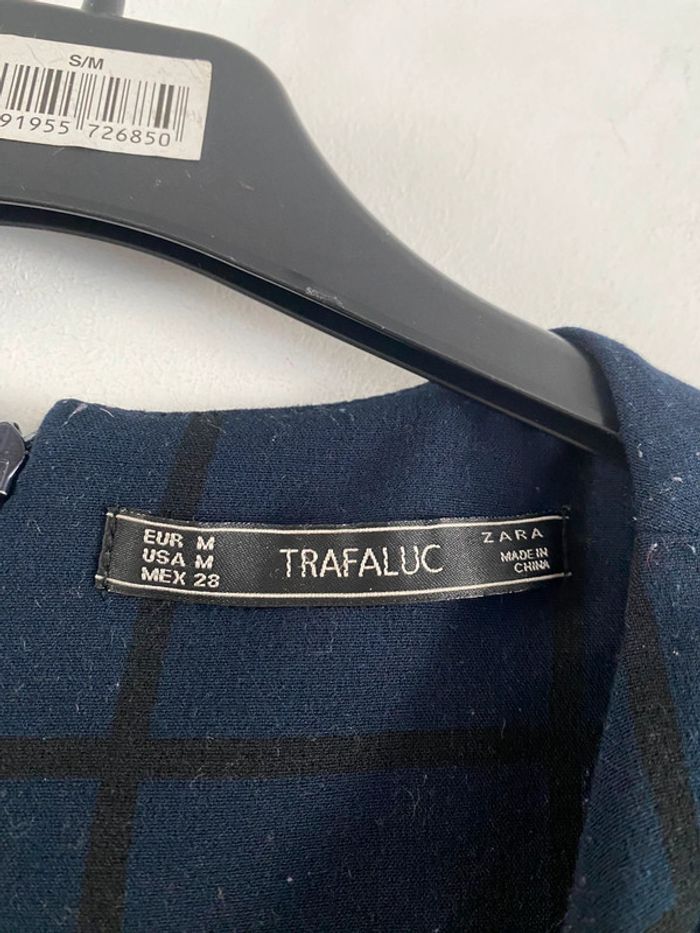 S/M
91955 726850
EUR M
USA M
MEX 28
TRAFALUC
ZARA
MADE IN
CHINA